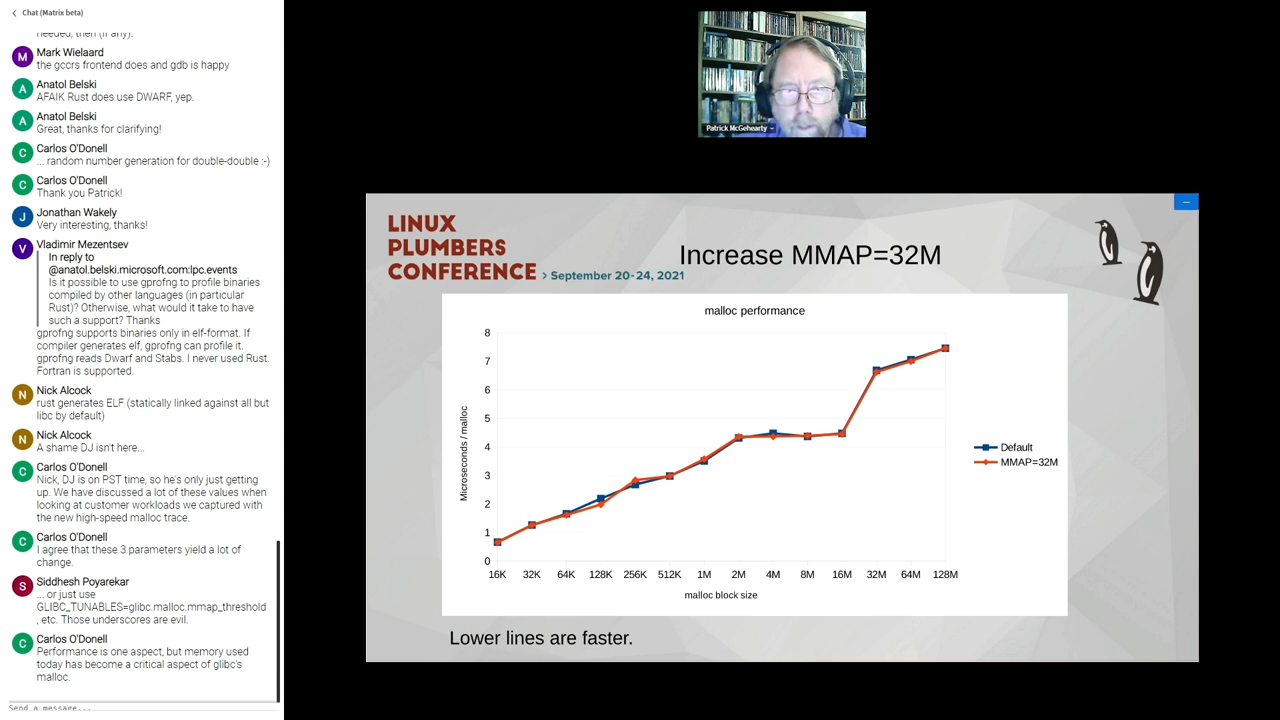 Chat (Matrix beta)
needed, then (if any).
M
Mark Wielaard
the gccrs frontend does and gdb is happy
A
Anatol Belski
AFAIK Rust does use DWARF, yep.
A
Anatol Belski
Great, thanks for clarifying!
C
Carlos O'Donell
... random number generation for double-double :-)
C
Carlos O'Donell
Thank you Patrick!
J
Jonathan Wakely
Very interesting, thanks!
V
Vladimir Mezentsev
In reply to
@anatol.belski.microsoft.com:lpc.events
Is it possible to use gprofng to profile binaries
compiled by other languages (in particular
Rust)? Otherwise, what would it take to have
such a support? Thanks
gprofng supports binaries only in elf-format. If
compiler generates elf, gprofng can profile it.
gprofng reads Dwarf and Stabs. I never used Rust.
Fortran is supported.
N
Nick Alcock
rust generates ELF (statically linked against all but
libc by default)
N
Nick Alcock
A shame DJ isn't here...
C
Carlos O'Donell
Nick, DJ is on PST time, so he's only just getting
up. We have discussed a lot of these values when
looking at customer workloads we captured with
the new high-speed malloc trace.
C
Carlos O'Donell
I agree that these 3 parameters yield a lot of
change.
S
Siddhesh Poyarekar
... or just use
GLIBC_TUNABLES=glibc.malloc.mmap_threshold
, etc. Those underscores are evil.
C
Carlos O'Donell
Performance is one aspect, but memory used
today has become a critical aspect of glibc's
malloc.
Send a message...
Patrick McGehearty
LINUX
PLUMBERS
CONFERENCE
> September 20-24, 2021
Increase MMAP=32M
malloc performance
8
7
6
5
4
3
2
1
0
Microseconds / malloc
16K 32K 64K 128K 256K 512K 1M 2M 4M 8M 16M 32M 64M 128M
malloc block size
Default
MMAP=32M
Lower lines are faster.